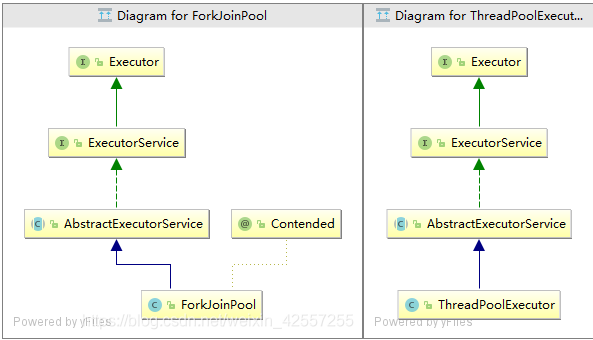 Diagram for ForkJoinPool
Executor
ExecutorService
AbstractExecutorService
Contended
ForkJoinPool
Powered by yFiles
https://blog.csdn.net/weixin_42557255
Diagram for ThreadPoolExecut...
Executor
ExecutorService
AbstractExecutorService
ThreadPoolExecutor
Powered by yFiles